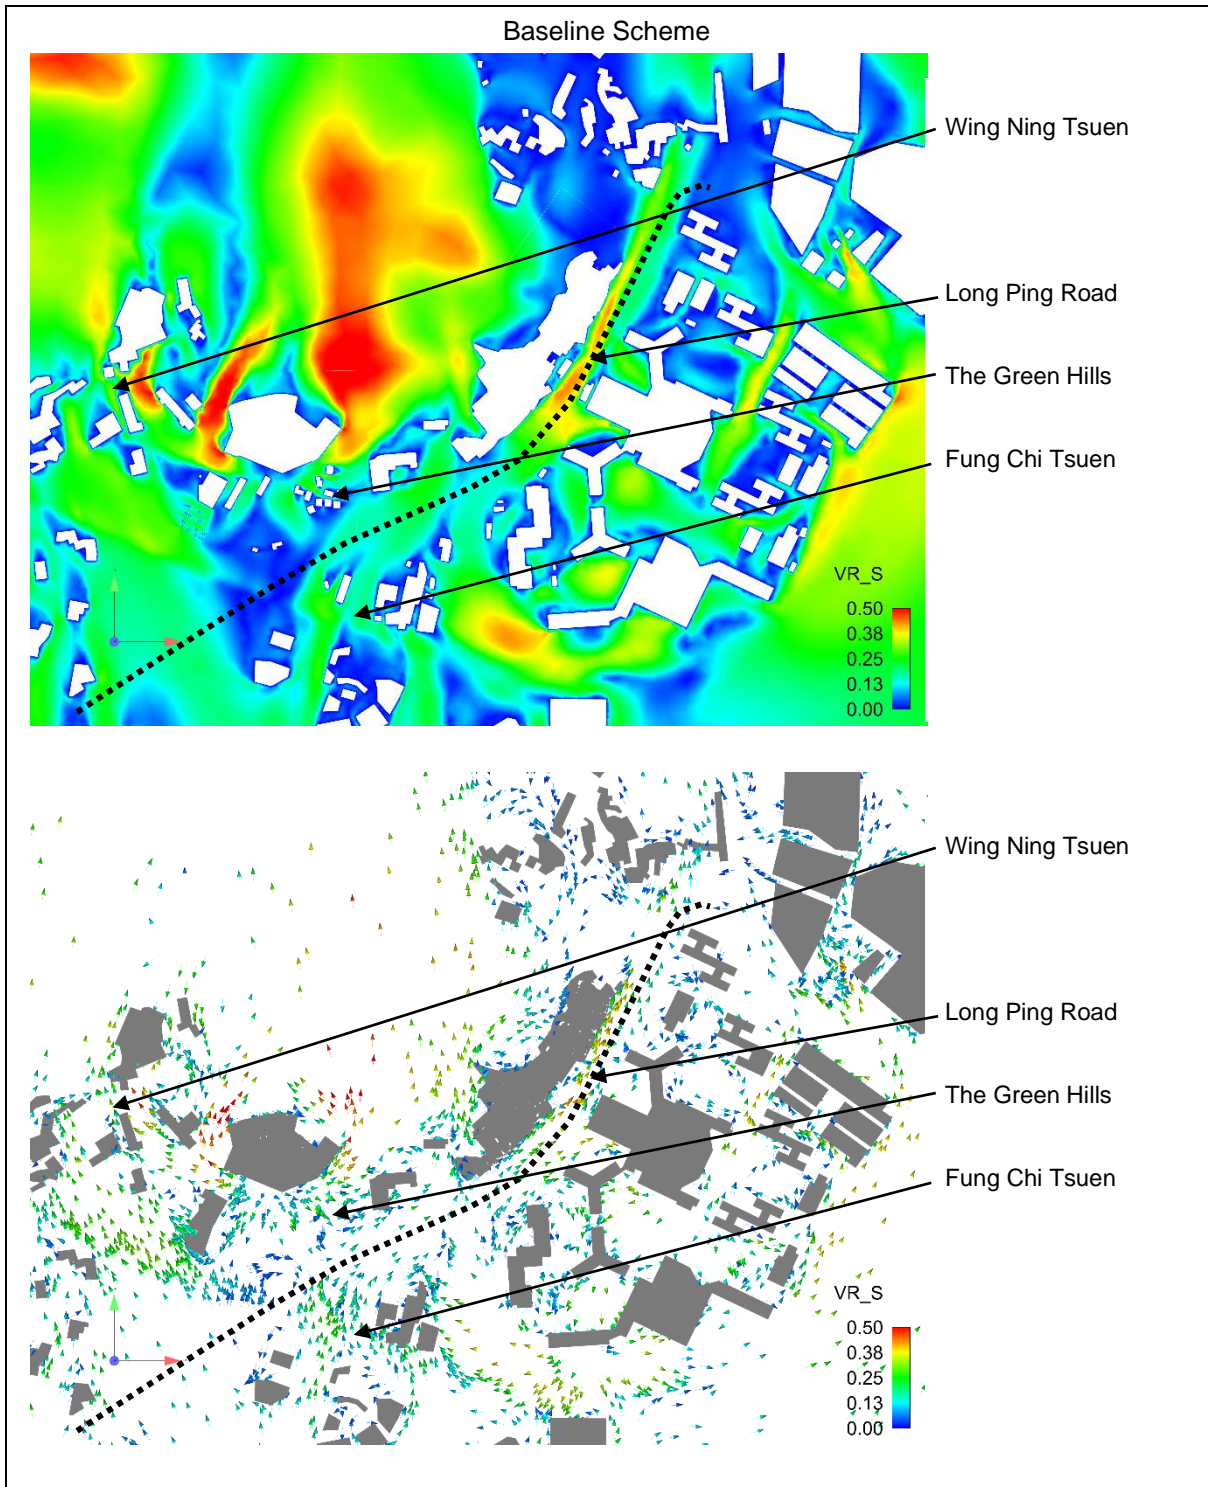 Baseline Scheme
Wing Ning Tsuen
Long Ping Road
The Green Hills
Fung Chi Tsuen
VR_S
0.50
0.38
0.25
0.13
0.00
Wing Ning Tsuen
Long Ping Road
The Green Hills
Fung Chi Tsuen
VR_S
0.50
0.38
0.25
0.13
0.00